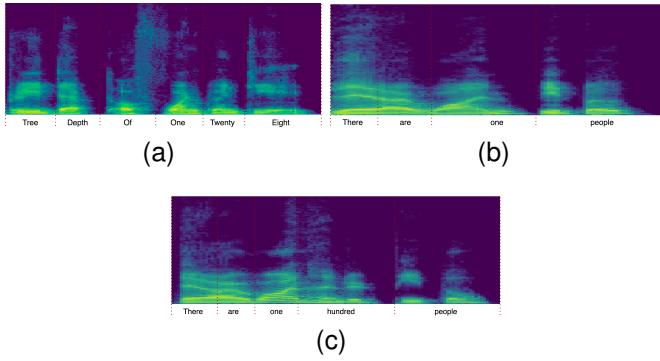 Tree Depth Of One Twenty Eight
(a)
There are one people
(b)
There are one hundred people
(c)